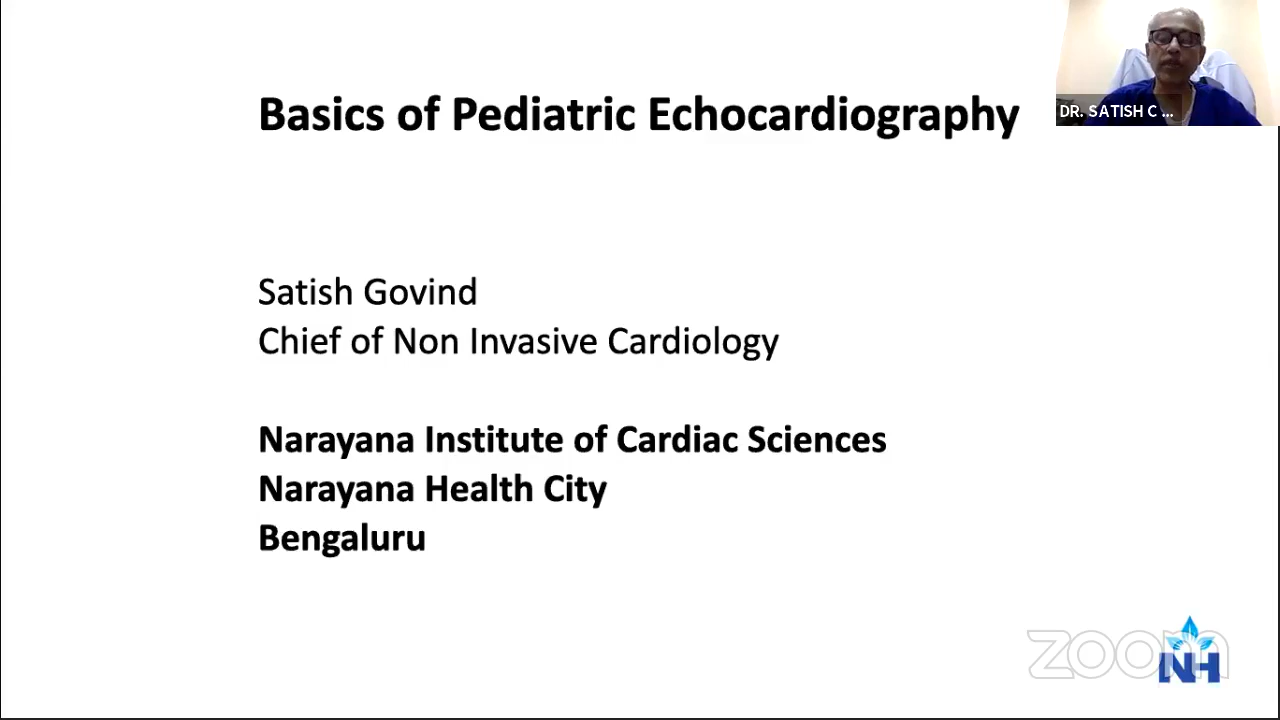 Basics of Pediatric Echocardiography
DR. SATISH C ...
Satish Govind
Chief of Non Invasive Cardiology
Narayana Institute of Cardiac Sciences
Narayana Health City
Bengaluru
zoom
NH